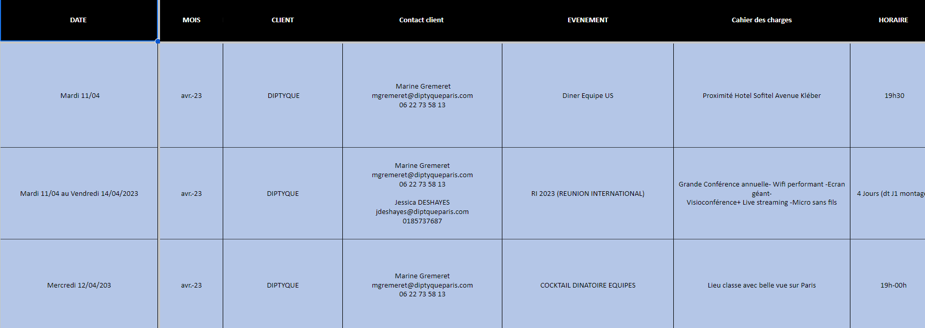 DATE MOIS CLIENT Contact client EVENEMENT Cahier des charges HORAIRE
Mardi 11/04 avr.-23 DIPTYQUE
Marine Gremeret
mgremeret@diptyqueparis.com
06 22 73 58 13
Diner Equipe US
Proximité Hotel Sofitel Avenue Kléber
19h30
Mardi 11/04 au Vendredi 14/04/2023 avr.-23 DIPTYQUE
Marine Gremeret
mgremeret@diptyqueparis.com
06 22 73 58 13
Jessica DESHAYES
jdeshayes@diptqueparis.com
0185737687
RI 2023 (REUNION INTERNATIONAL)
Grande Conférence annuelle- Wifi performant -Ecran
géant-
Visioconférence+ Live streaming -Micro sans fils
4 Jours (dt J1 montage
Mercredi 12/04/203 avr.-23 DIPTYQUE
Marine Gremeret
mgremeret@diptyqueparis.com
06 22 73 58 13
COCKTAIL DINATOIRE EQUIPES
Lieu classe avec belle vue sur Paris
19h-00h